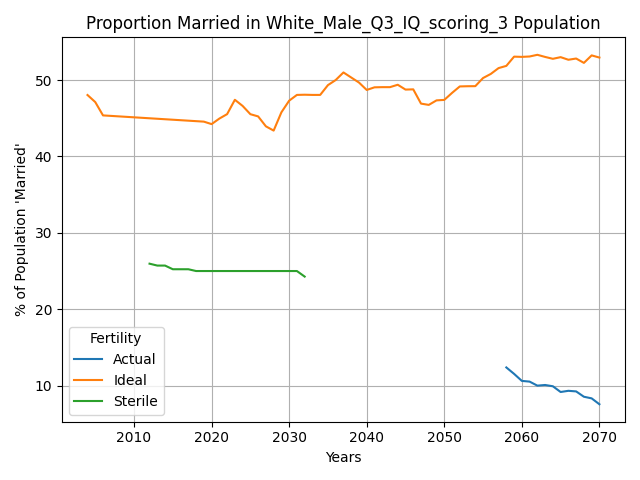 Proportion Married in White_Male_Q3_IQ_scoring_3 Population
% of Population 'Married'
50
40
30
20
10
Fertility
Actual
Ideal
Sterile
2010 2020 2030 2040 2050 2060 2070
Years